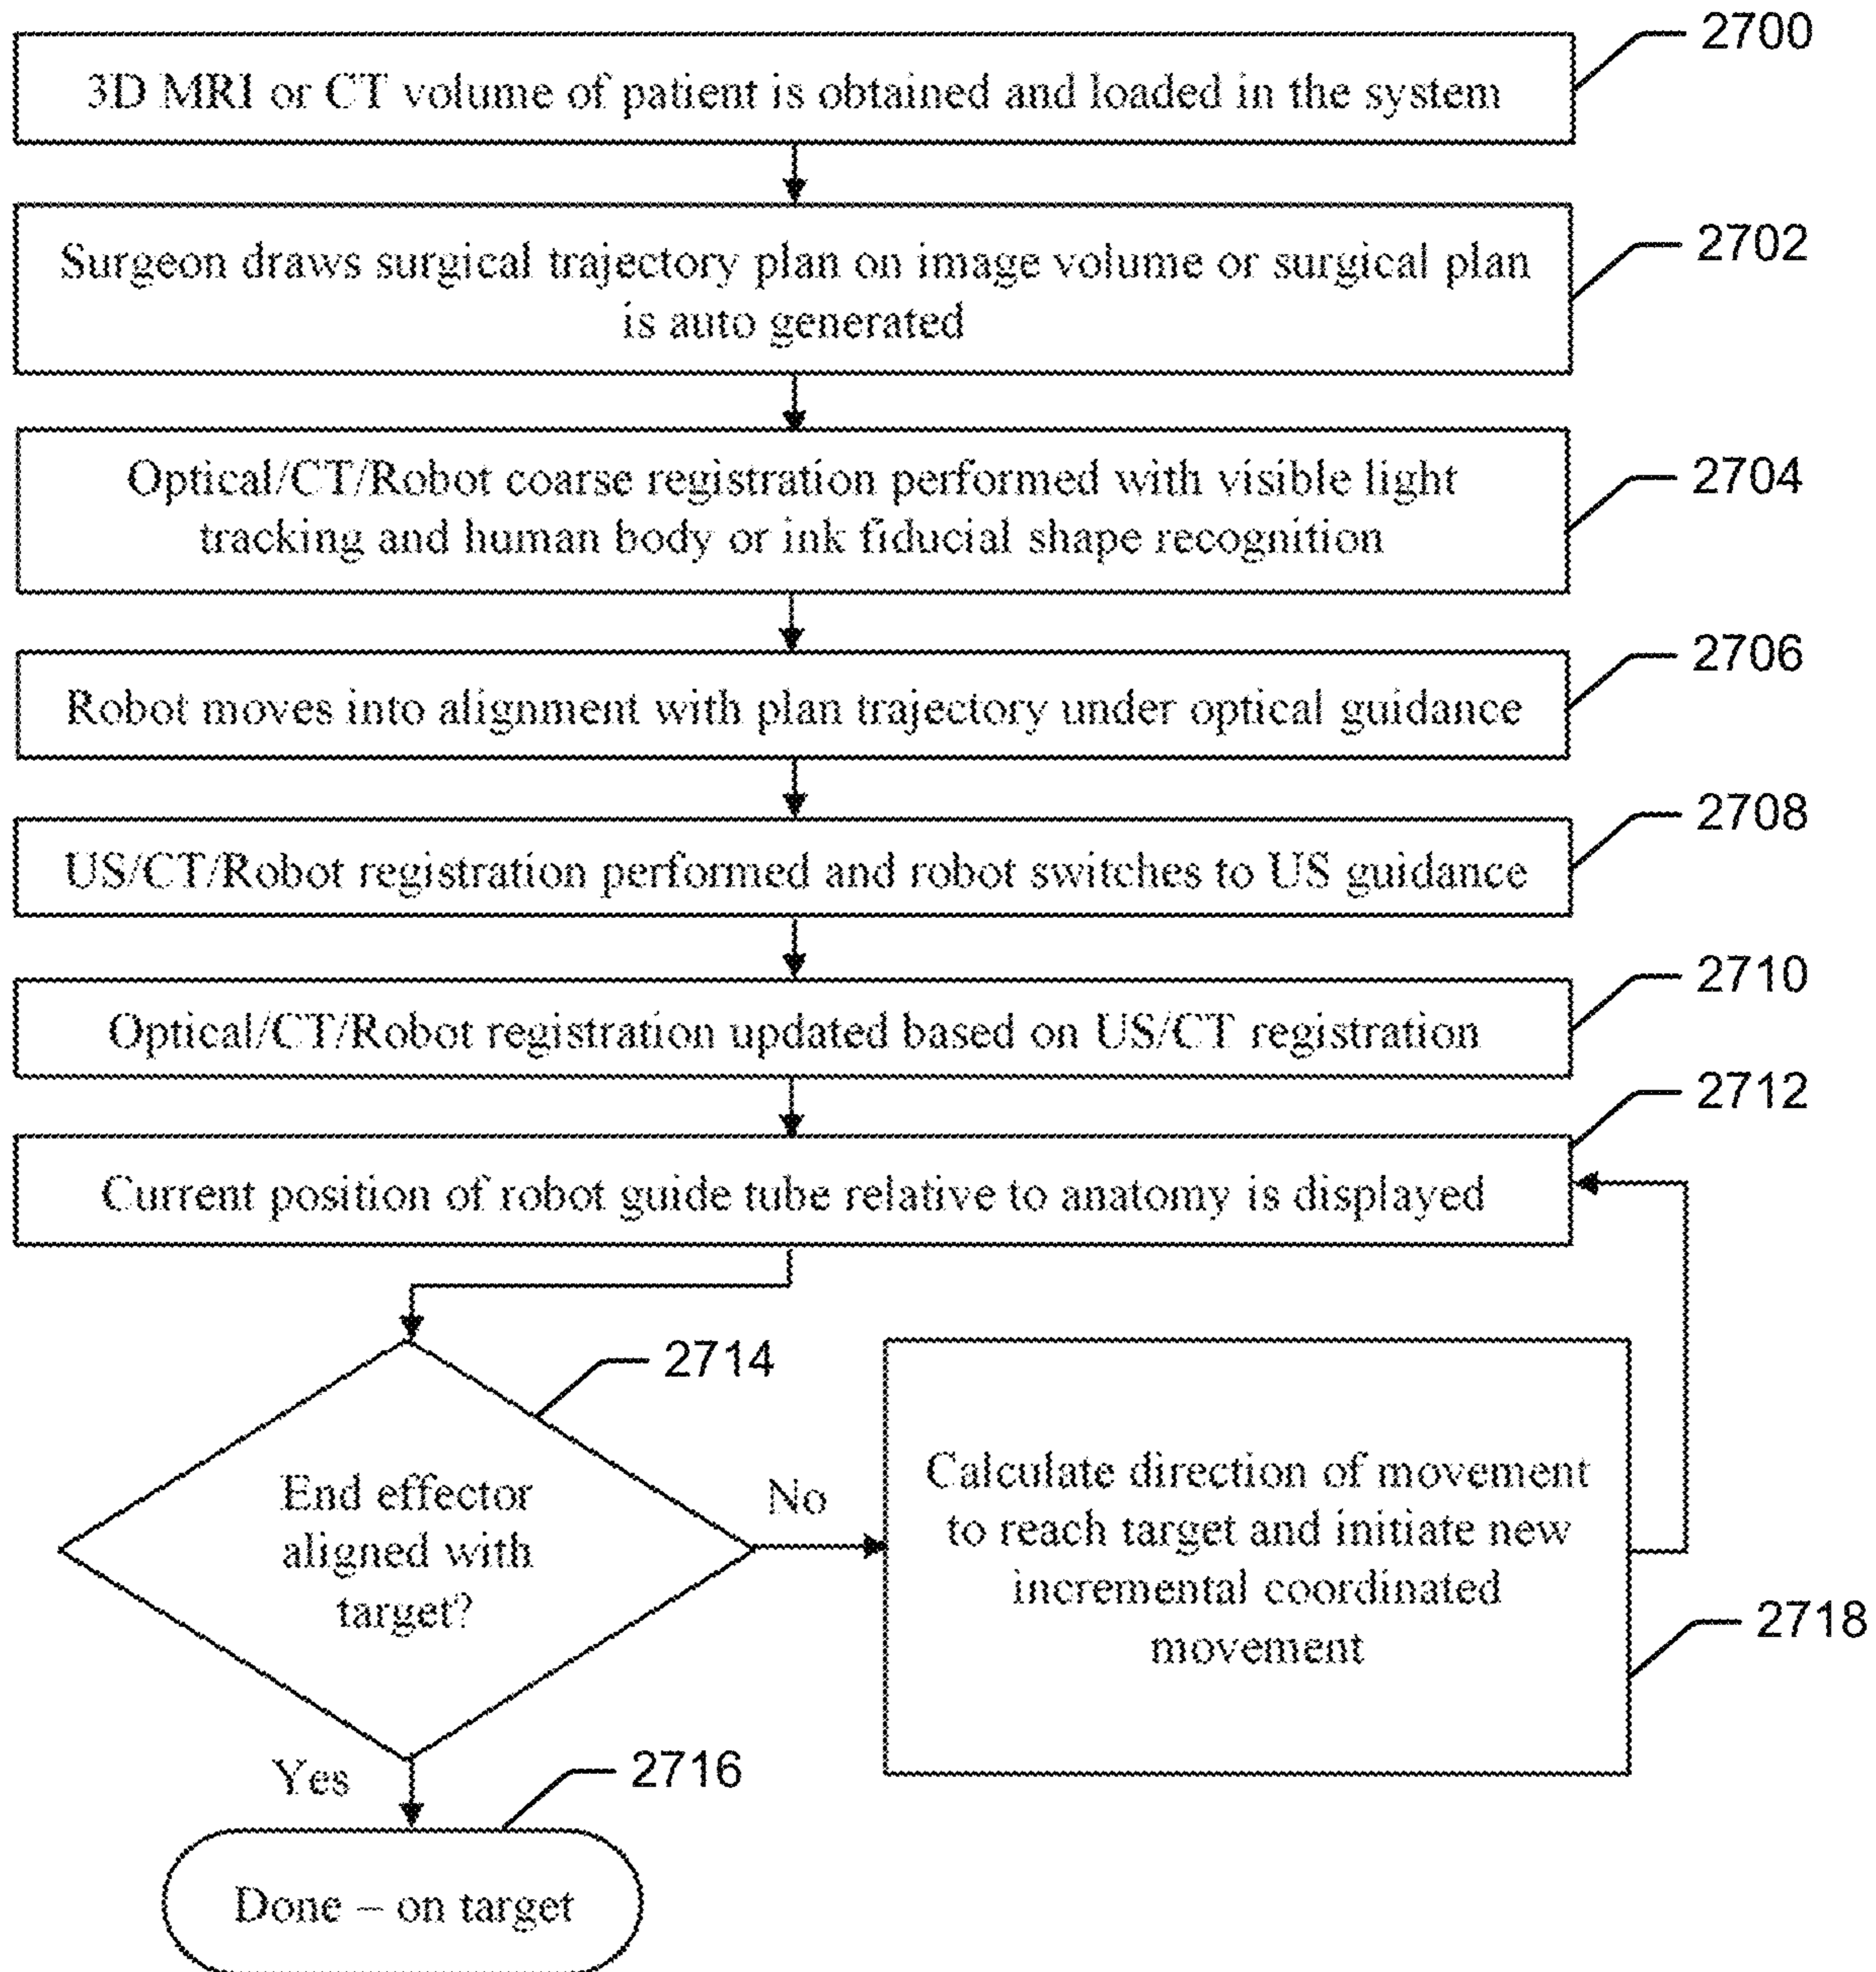 2700
3D MRI or CT volume of patient is obtained and loaded in the system
2702
Surgeon draws surgical trajectory plan on image volume or surgical plan
is auto generated
2704
Optical/CT/Robot coarse registration performed with visible light
tracking and human body or ink fiducial shape recognition
2706
Robot moves into alignment with plan trajectory under optical guidance
2708
US/CT/Robot registration performed and robot switches to US guidance
2710
Optical/CT/Robot registration updated based on US/CT registration
2712
Current position of robot guide tube relative to anatomy is displayed
2714
End effector
aligned with
target?
No
Calculate direction of movement
to reach target and initiate new
incremental coordinated
movement
2718
Yes
2716
Done – on target